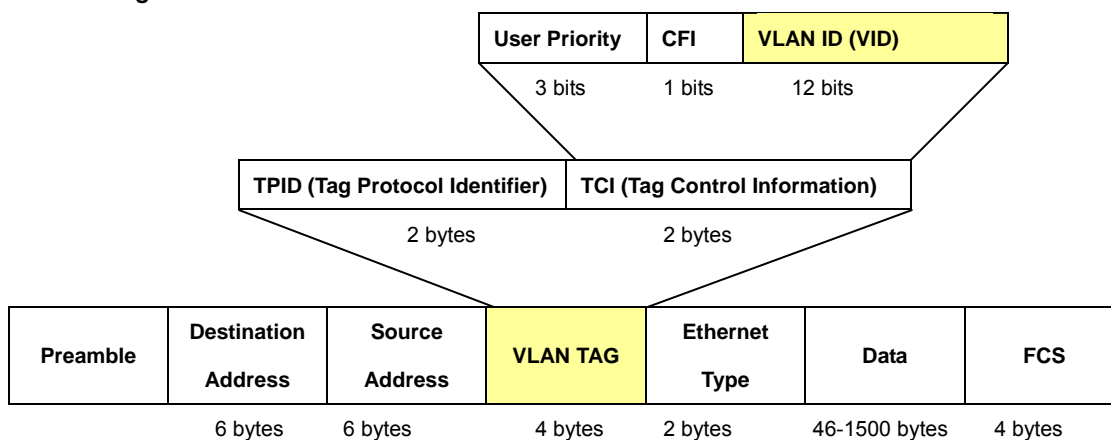 User Priority CFI VLAN ID (VID)
3 bits 1 bits 12 bits
TPID (Tag Protocol Identifier) TCI (Tag Control Information)
2 bytes 2 bytes
Preamble Destination Address Source Address VLAN TAG Ethernet Type Data FCS
6 bytes 6 bytes 4 bytes 2 bytes 46-1500 bytes 4 bytes